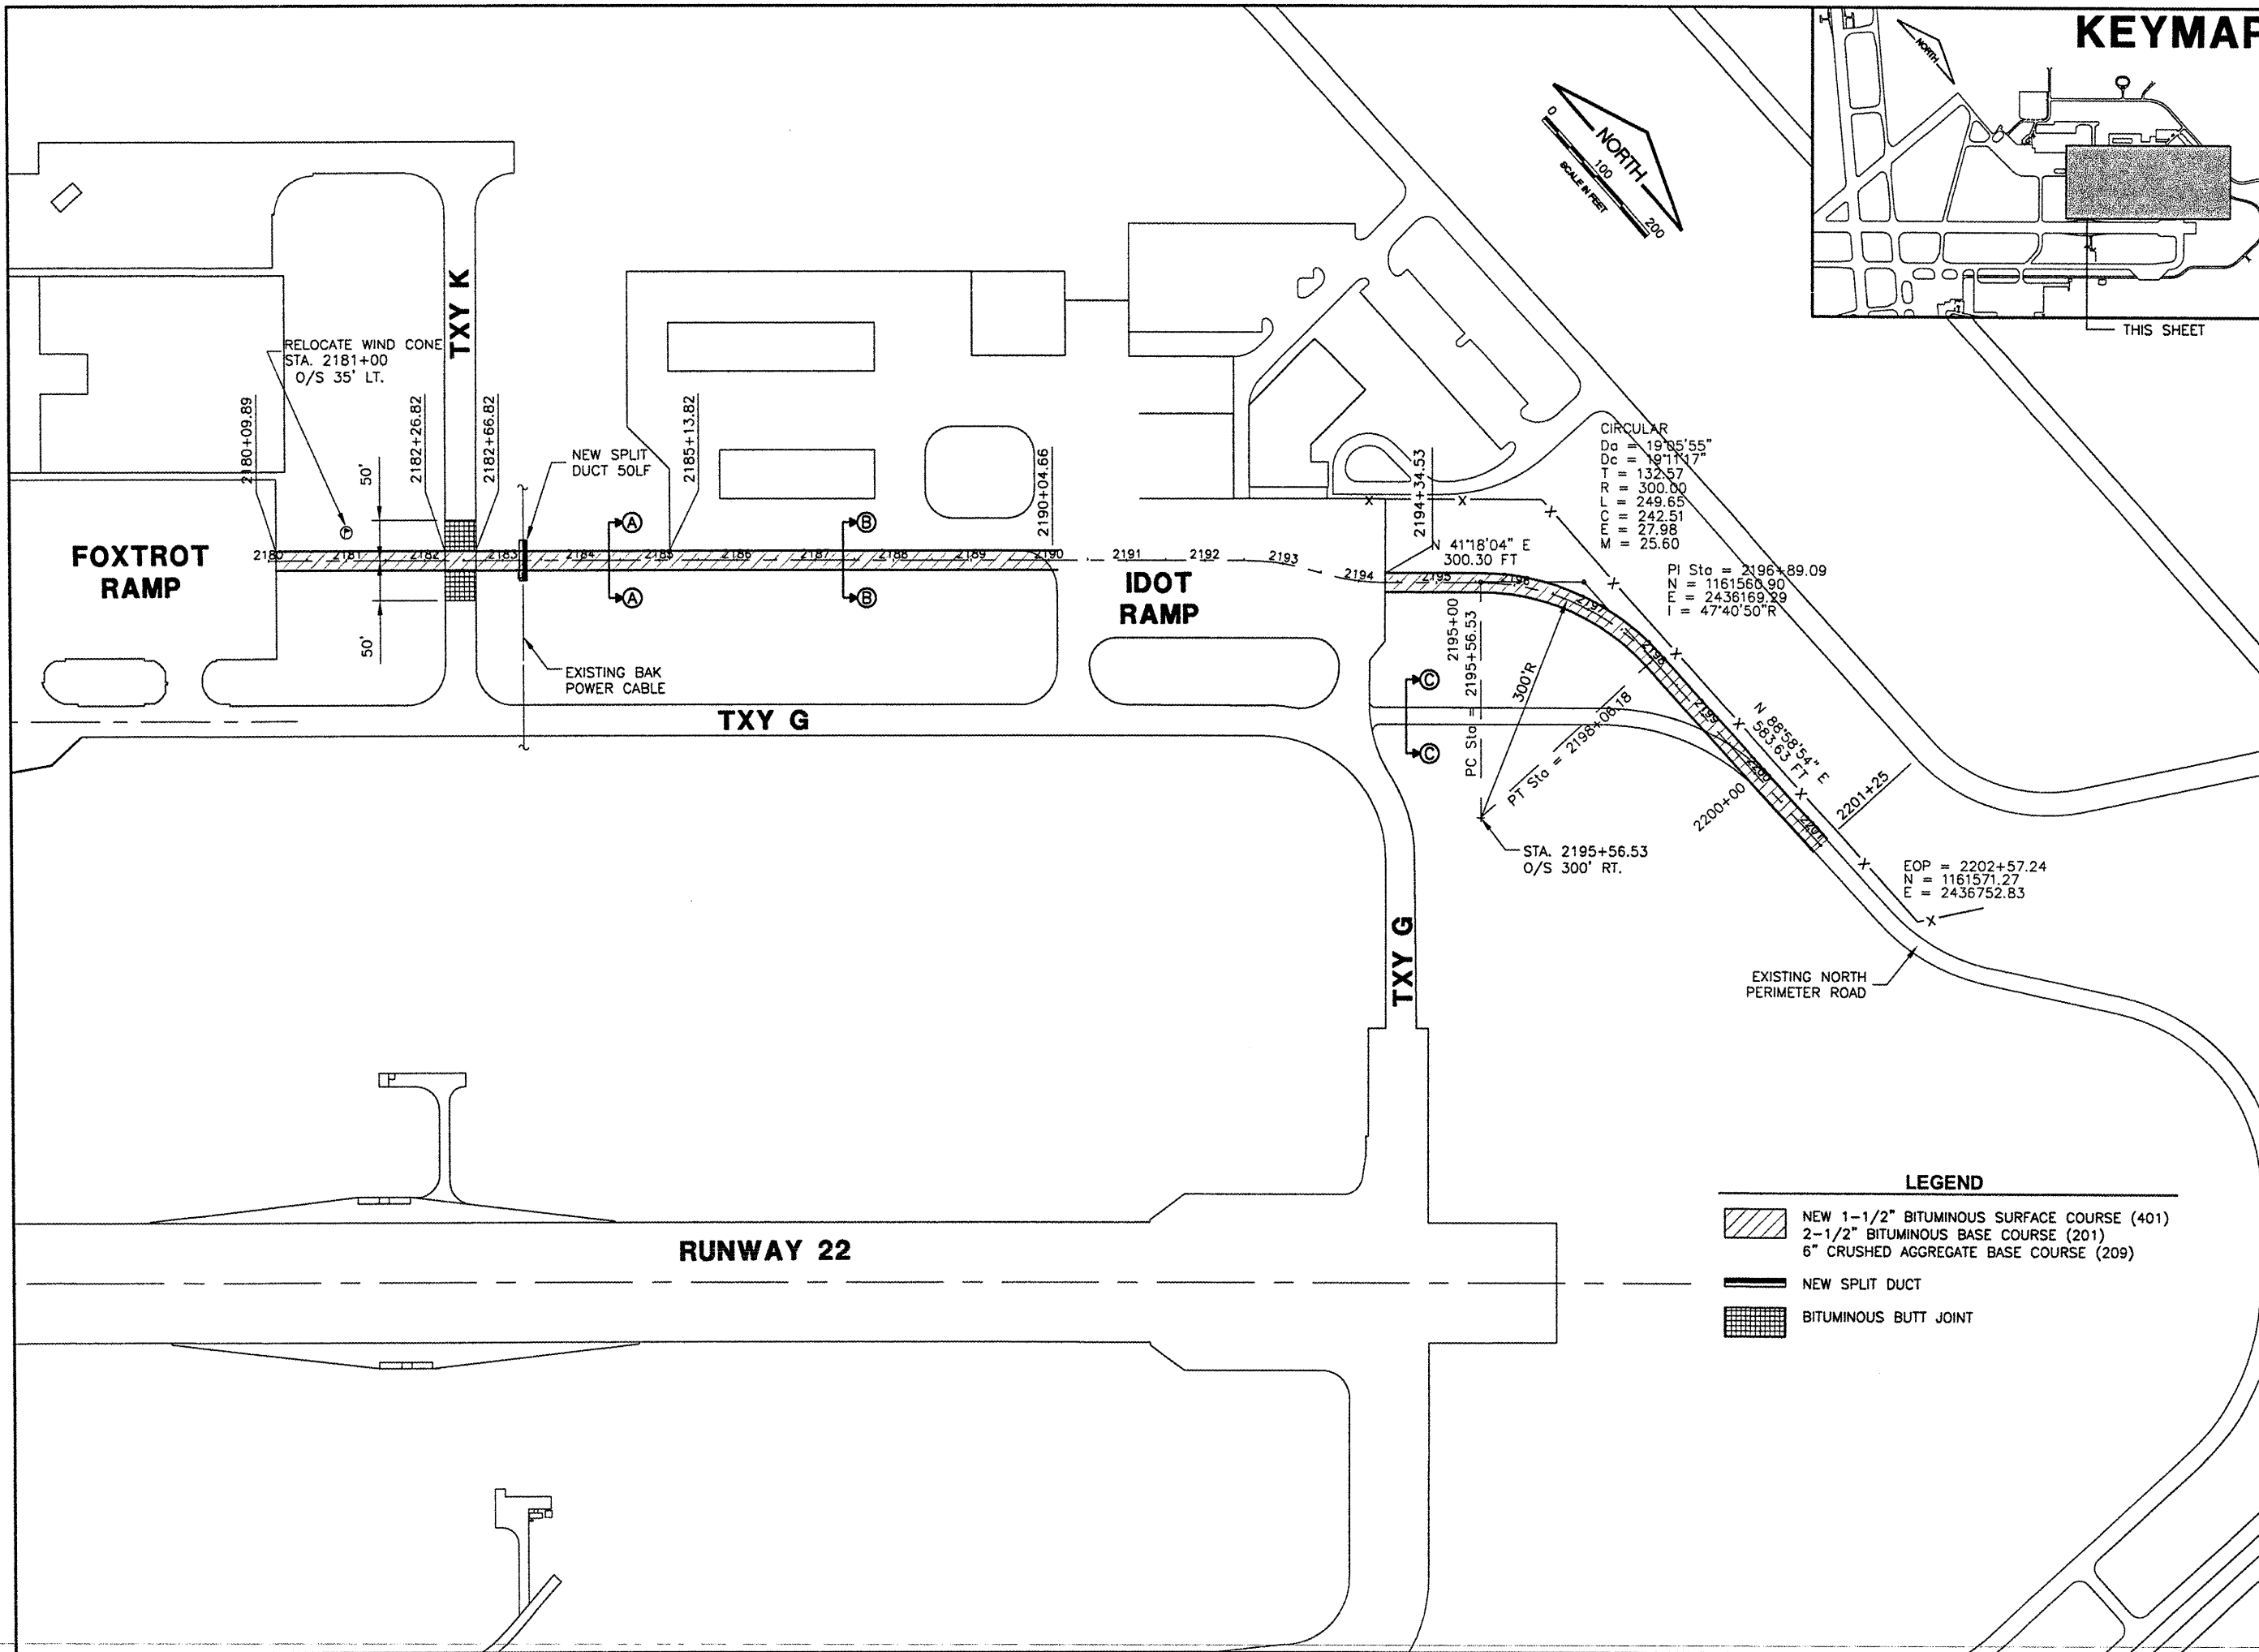 KEYMAP
NORTH
THIS SHEET
0
NORTH
100
SCALE IN FEET
200
TXY K
RELOCATE WIND CONE
STA. 2181+00
O/S 35' LT.
2180+09.89
50'
2182+26.82
2182+66.82
NEW SPLIT
DUCT 50LF
2185+13.82
2190+04.66
2194+34.53
CIRCULAR
Da = 19°05'55"
Dc = 19°11'17"
T = 132.57
R = 300.00
L = 249.65
C = 242.51
E = 27.98
M = 25.60
N 41°18'04" E
300.30 FT
PI Sta = 2196+89.09
N = 1161560.90
E = 2436169.29
I = 47°40'50"R
A
B
FOXTROT
RAMP
2180
2181
2182
2183
2184
2185
2186
2187
2188
2189
2190
2191
2192
2193
2194
2195
2196
2197
2198
2199
2200
2201
IDOT
RAMP
A
B
50'
EXISTING BAK
POWER CABLE
2195+00
PC Sta = 2195+56.53
300'R
PT Sta = 2198+06.18
C
C
N 88°58'54" E
583.63 FT
TXY G
2200+00
2201+25
STA. 2195+56.53
O/S 300' RT.
EOP = 2202+57.24
N = 1161571.27
E = 2436752.83
TXY G
EXISTING NORTH
PERIMETER ROAD
X
X
X
X
X
X
X
X
X
X
RUNWAY 22
LEGEND
NEW 1-1/2" BITUMINOUS SURFACE COURSE (401)
2-1/2" BITUMINOUS BASE COURSE (201)
6" CRUSHED AGGREGATE BASE COURSE (209)
NEW SPLIT DUCT
BITUMINOUS BUTT JOINT